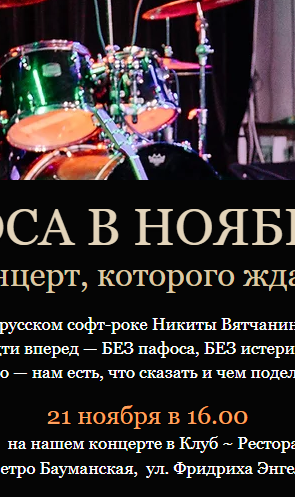 ОСА В НОЯБ
нцерт, которого жда
русском софт-роке Никиты Вятчанин
ти вперед — БЕЗ пафоса, БЕЗ истери
о — нам есть, что сказать и чем подел
21 ноября в 16.00
на нашем концерте в Клуб ~ Рестора
етро Бауманская, ул. Фридриха Энге